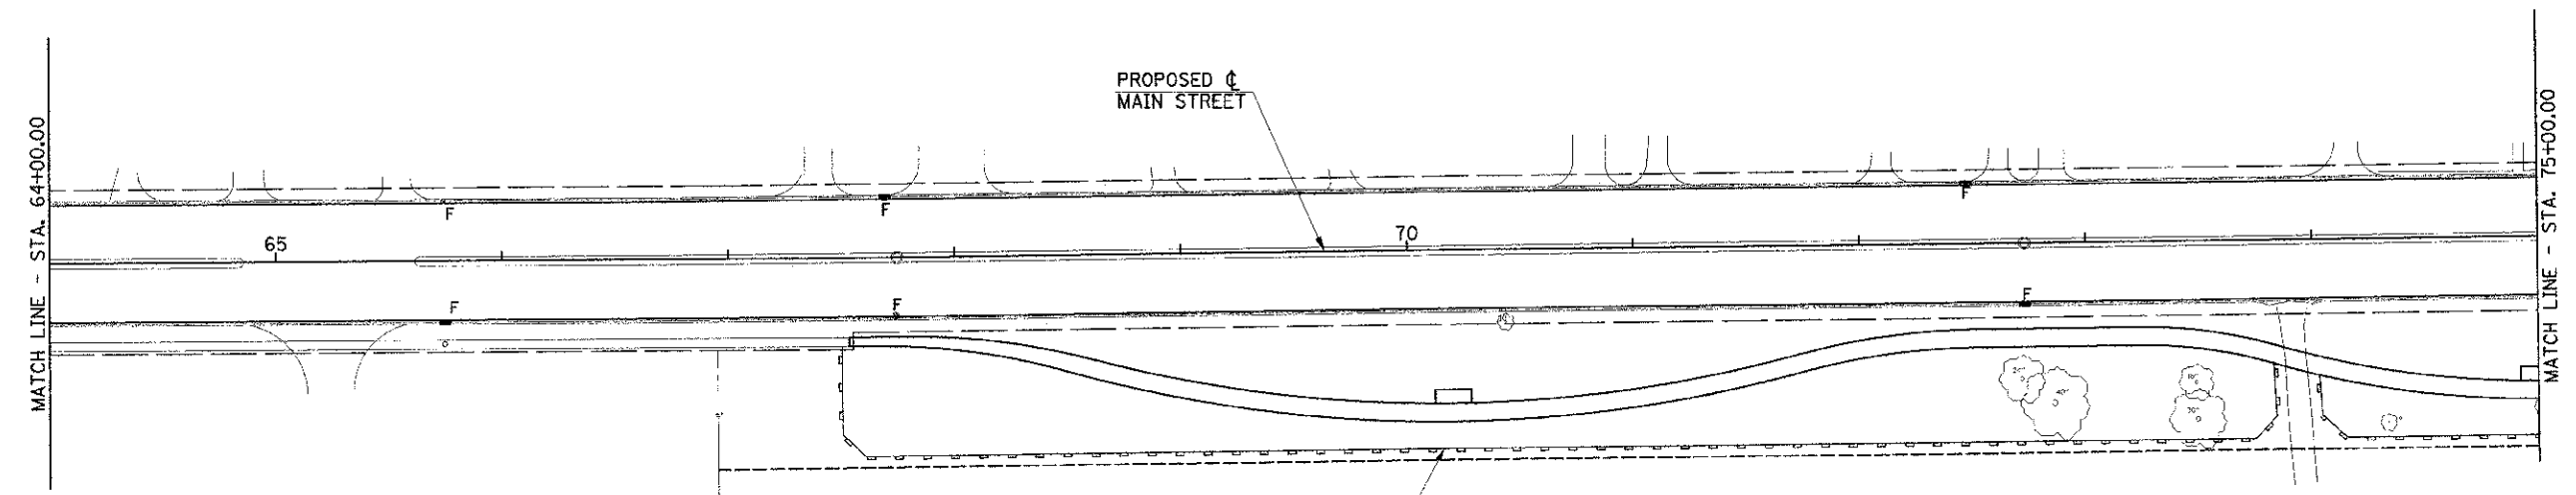 PROPOSED ℄
MAIN STREET
MATCH LINE - STA. 64+00.00
MATCH LINE - STA. 75+00.00
F
F
F
65
70
F
F
F